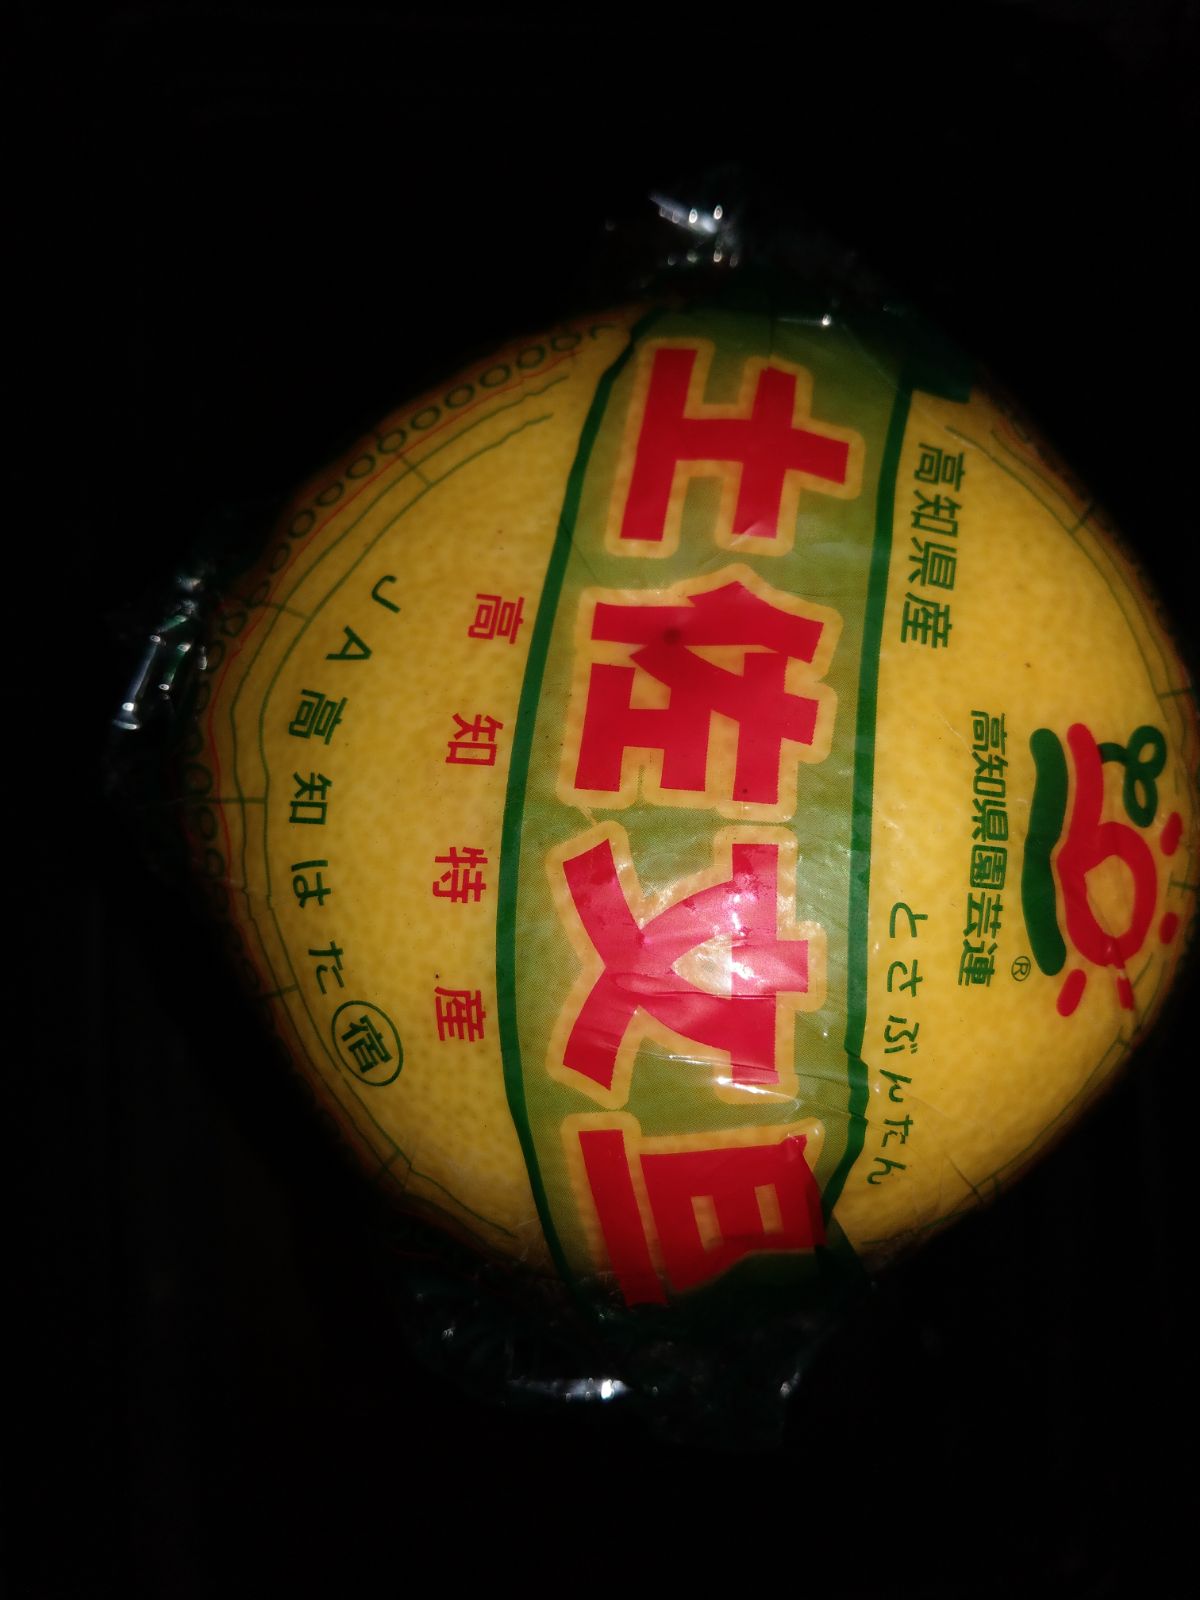 高知県園芸連®
高知県産
とさぶんたん
土佐文旦
高知特産
JA高知はた宿